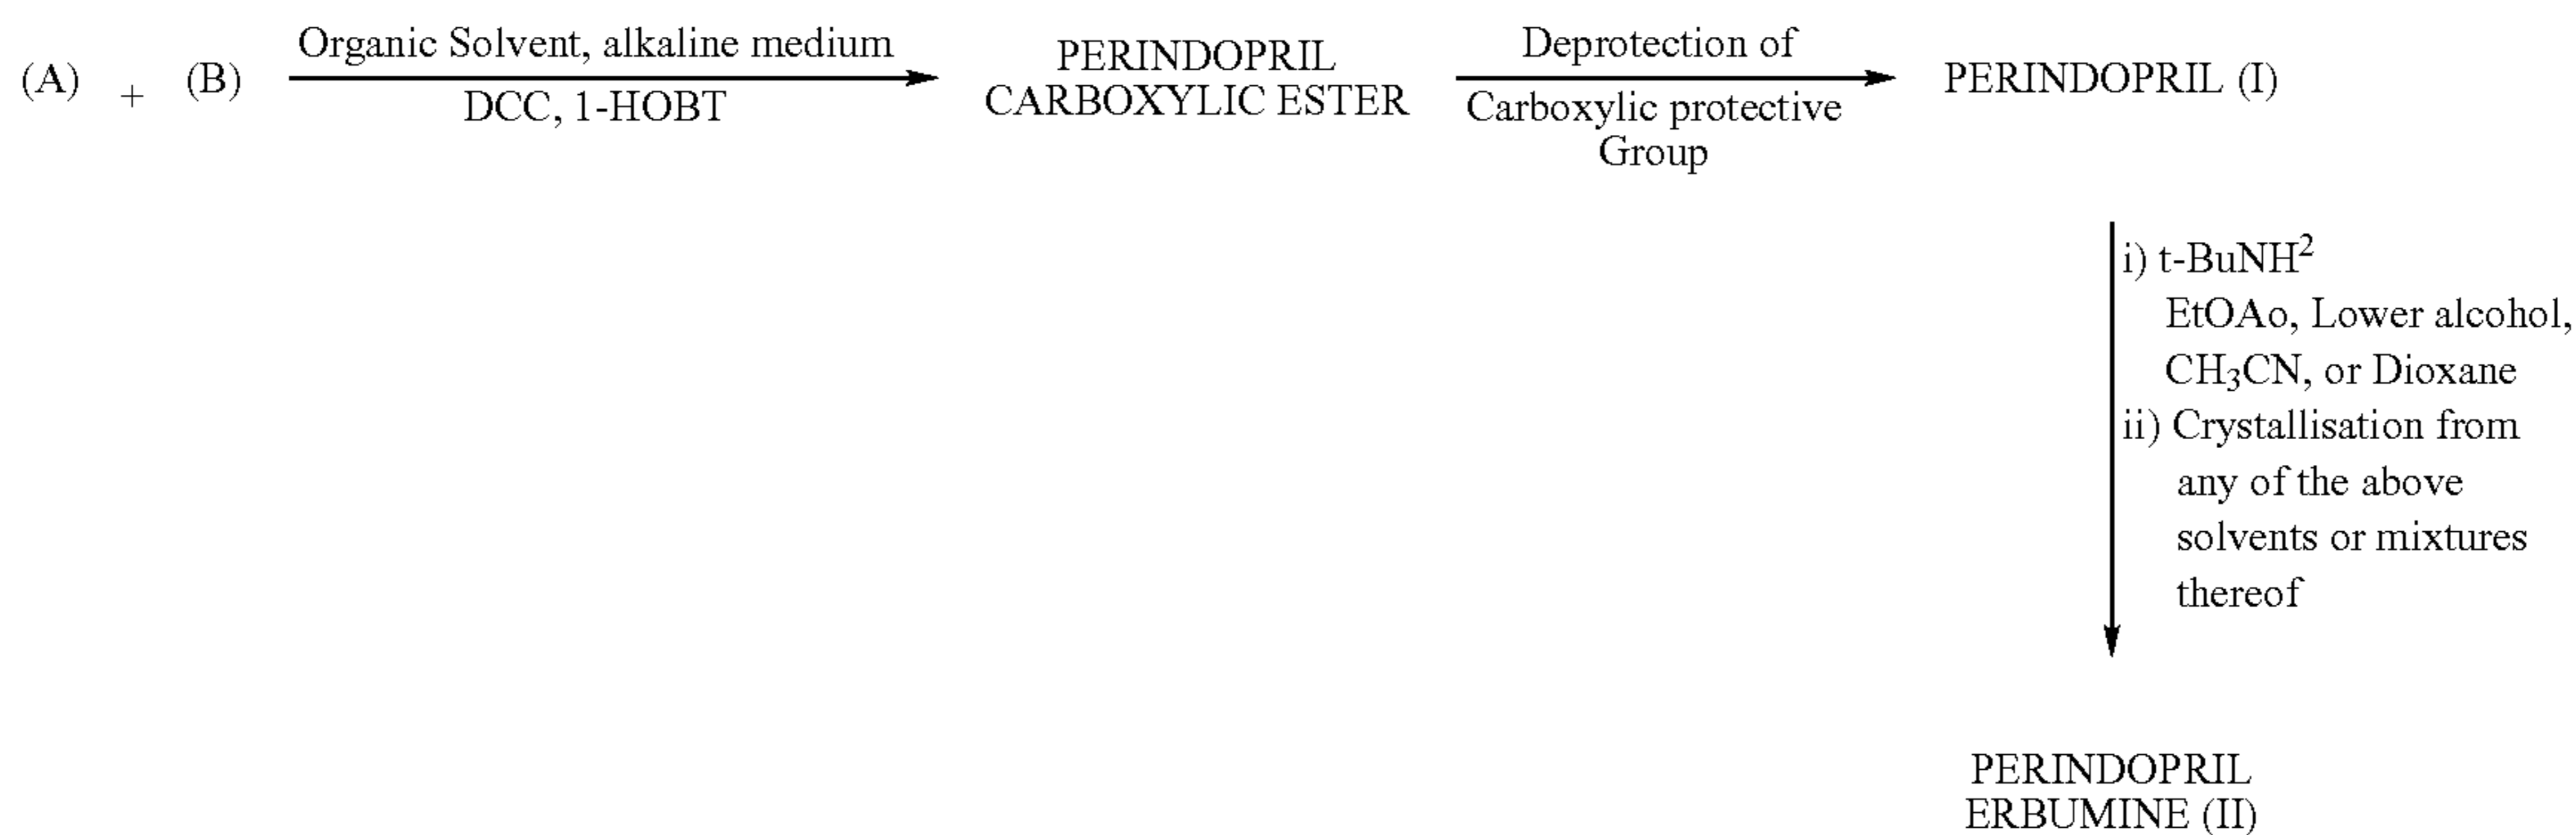 (A) + (B)
Organic Solvent, alkaline medium
DCC, 1-HOBT
PERINDOPRIL
CARBOXYLIC ESTER
Deprotection of
Carboxylic protective
Group
PERINDOPRIL (I)
i) t-BuNH²
EtOAo, Lower alcohol,
CH₃CN, or Dioxane
ii) Crystallisation from
any of the above
solvents or mixtures
thereof
PERINDOPRIL
ERBUMINE (II)